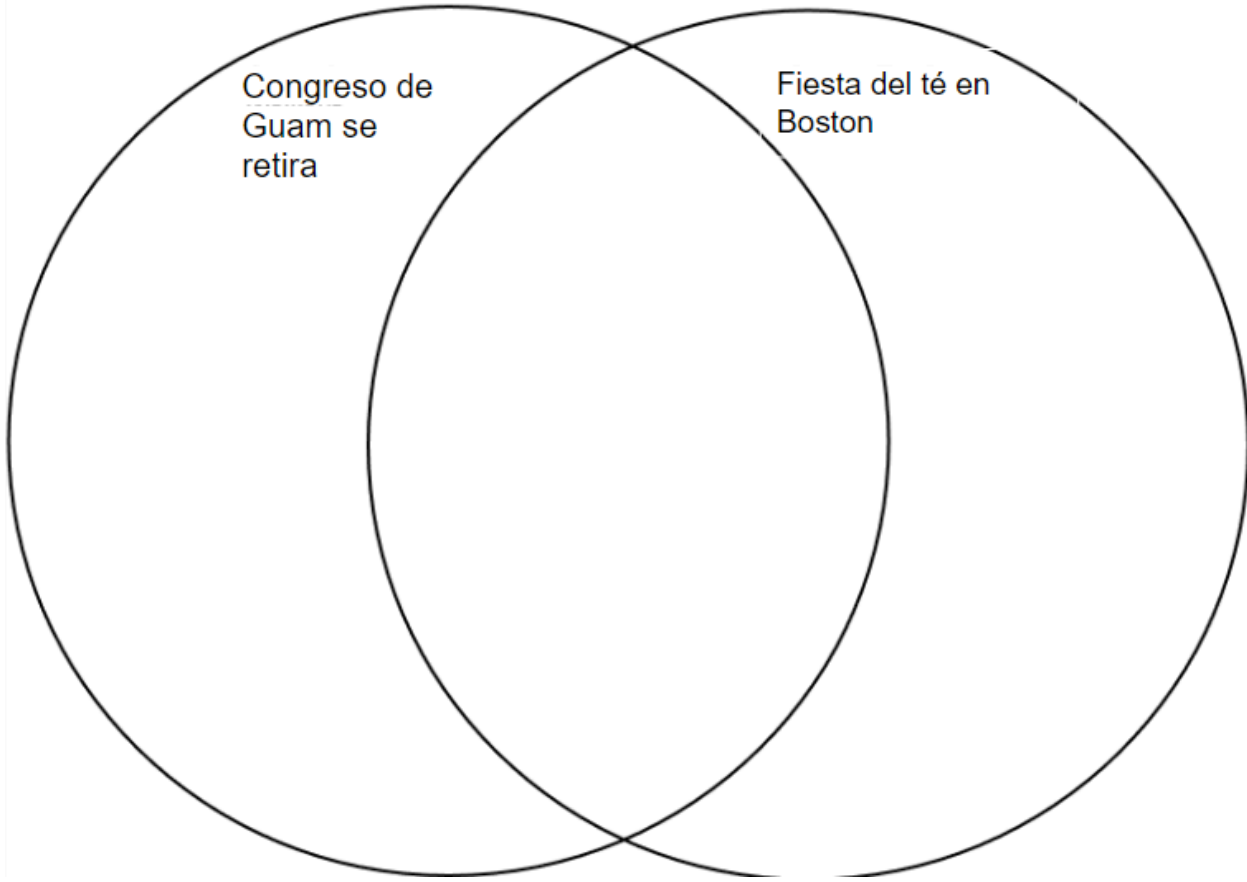 Congreso de
Guam se
retira
Fiesta del té en
Boston